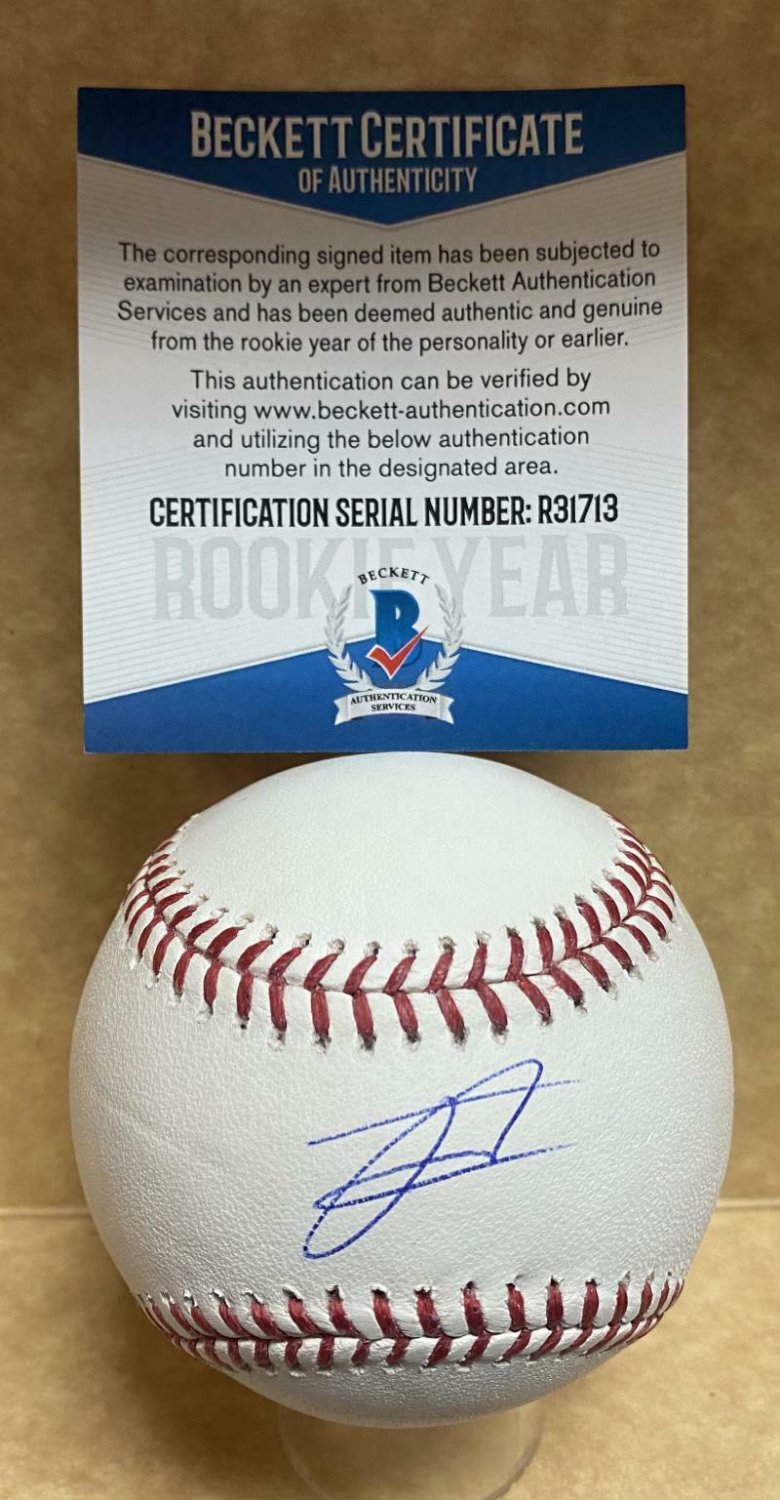 BECKETT CERTIFICATE
OF AUTHENTICITY
The corresponding signed item has been subjected to
examination by an expert from Beckett Authentication
Services and has been deemed authentic and genuine
from the rookie year of the personality or earlier.
This authentication can be verified by
visiting www.beckett-authentication.com
and utilizing the below authentication
number in the designated area.
CERTIFICATION SERIAL NUMBER: R31713
ROOKIE YEAR
BECKETT
B
AUTHENTICATION
SERVICES